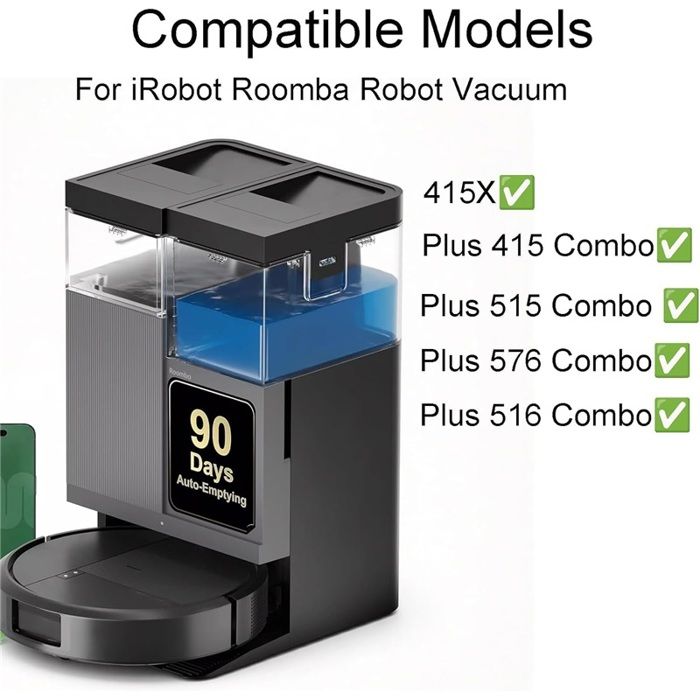 Compatible Models
For iRobot Roomba Robot Vacuum
415X✅
Plus 415 Combo✅
Plus 515 Combo ✅
Plus 576 Combo✅
Plus 516 Combo✅
Roomba
90
Days
Auto-Emptying